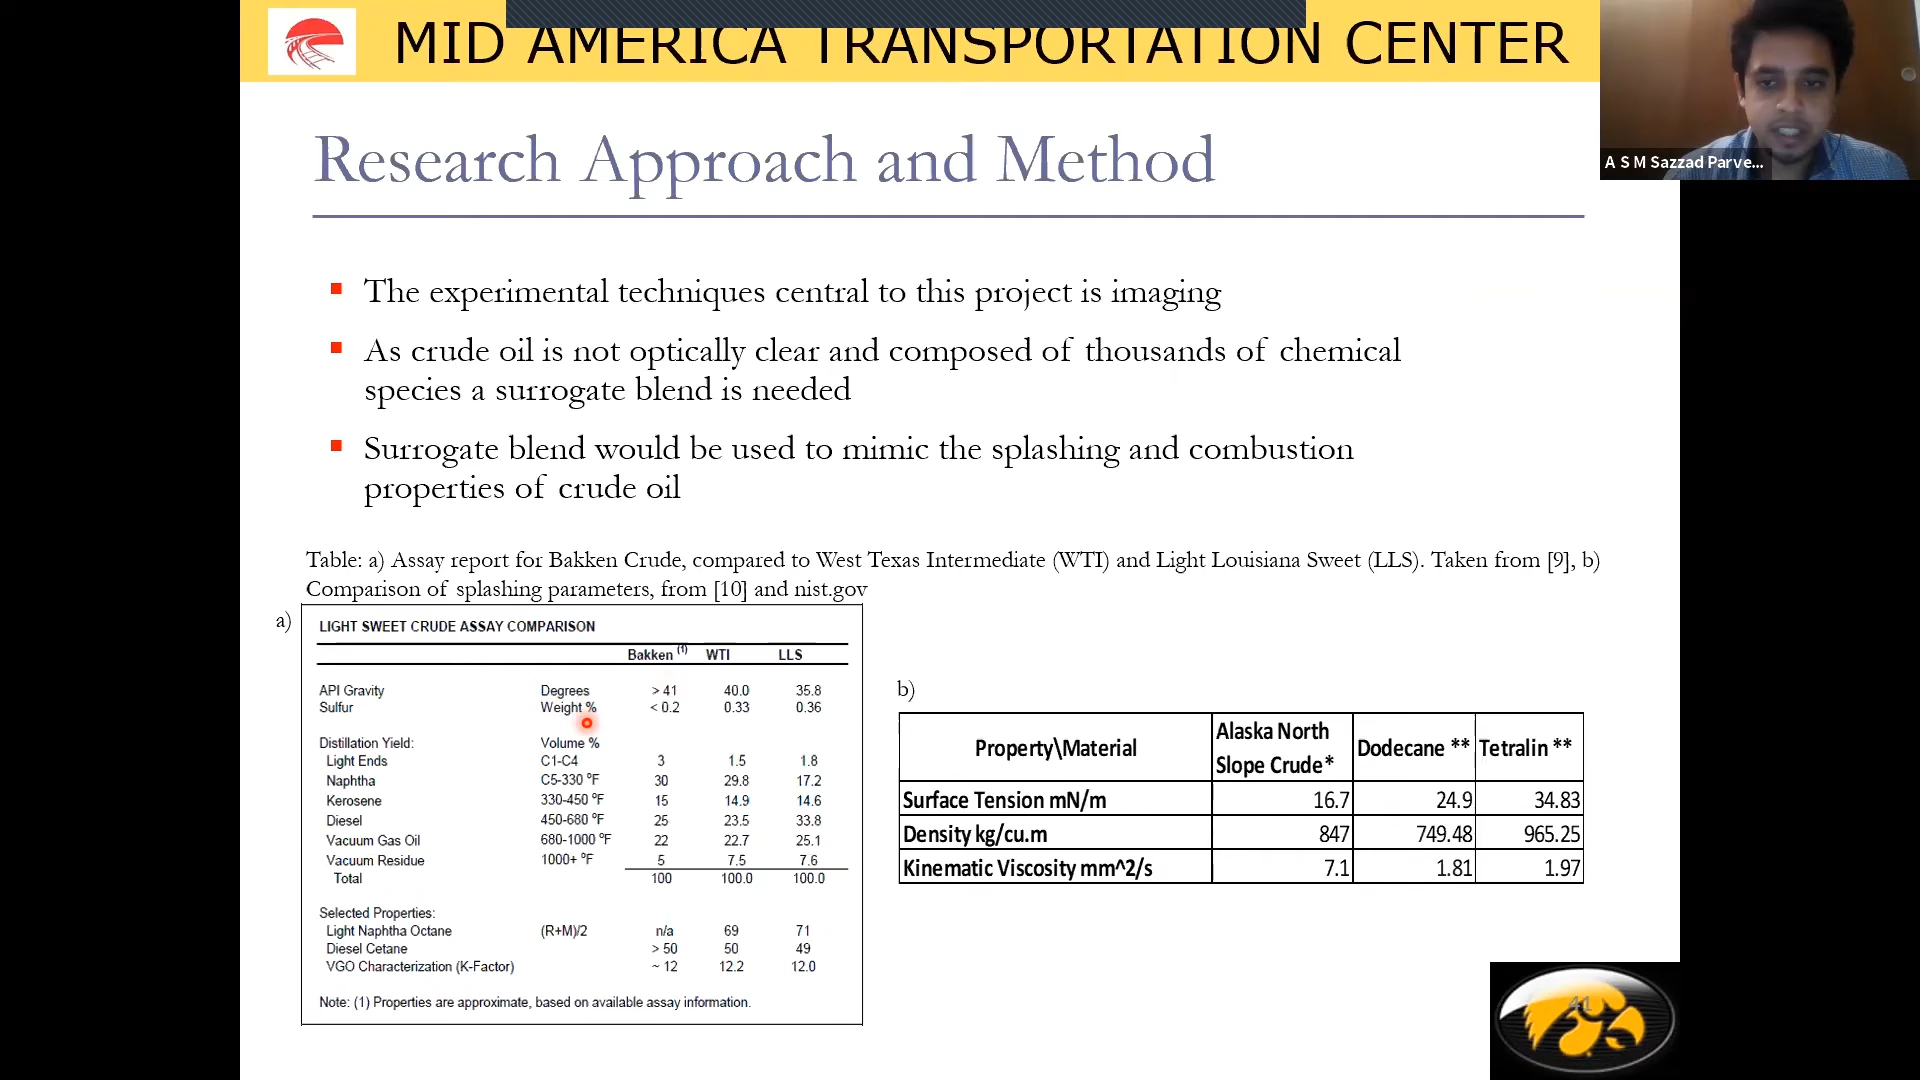 MID AMERICA TRANSPORTATION CENTER
A S M Sazzad Parve...
Research Approach and Method
The experimental techniques central to this project is imaging
As crude oil is not optically clear and composed of thousands of chemical
species a surrogate blend is needed
Surrogate blend would be used to mimic the splashing and combustion
properties of crude oil
Table: a) Assay report for Bakken Crude, compared to West Texas Intermediate (WTI) and Light Louisiana Sweet (LLS). Taken from [9], b)
Comparison of splashing parameters, from [10] and nist.gov
a)
LIGHT SWEET CRUDE ASSAY COMPARISON
Bakken (1) WTI LLS
API Gravity Degrees > 41 40.0 35.8
Sulfur Weight % < 0.2 0.33 0.36
Distillation Yield: Volume %
Light Ends C1-C4 3 1.5 1.8
Naphtha C5-330 °F 30 29.8 17.2
Kerosene 330-450 °F 15 14.9 14.6
Diesel 450-680 °F 25 23.5 33.8
Vacuum Gas Oil 680-1000 °F 22 22.7 25.1
Vacuum Residue 1000+ °F 5 7.5 7.6
Total 100 100.0 100.0
Selected Properties:
Light Naphtha Octane (R+M)/2 n/a 69 71
Diesel Cetane > 50 50 49
VGO Characterization (K-Factor) ~ 12 12.2 12.0
Note: (1) Properties are approximate, based on available assay information.
b)
Property\Material Alaska North Slope Crude* Dodecane ** Tetralin **
Surface Tension mN/m 16.7 24.9 34.83
Density kg/cu.m 847 749.48 965.25
Kinematic Viscosity mm^2/s 7.1 1.81 1.97
41